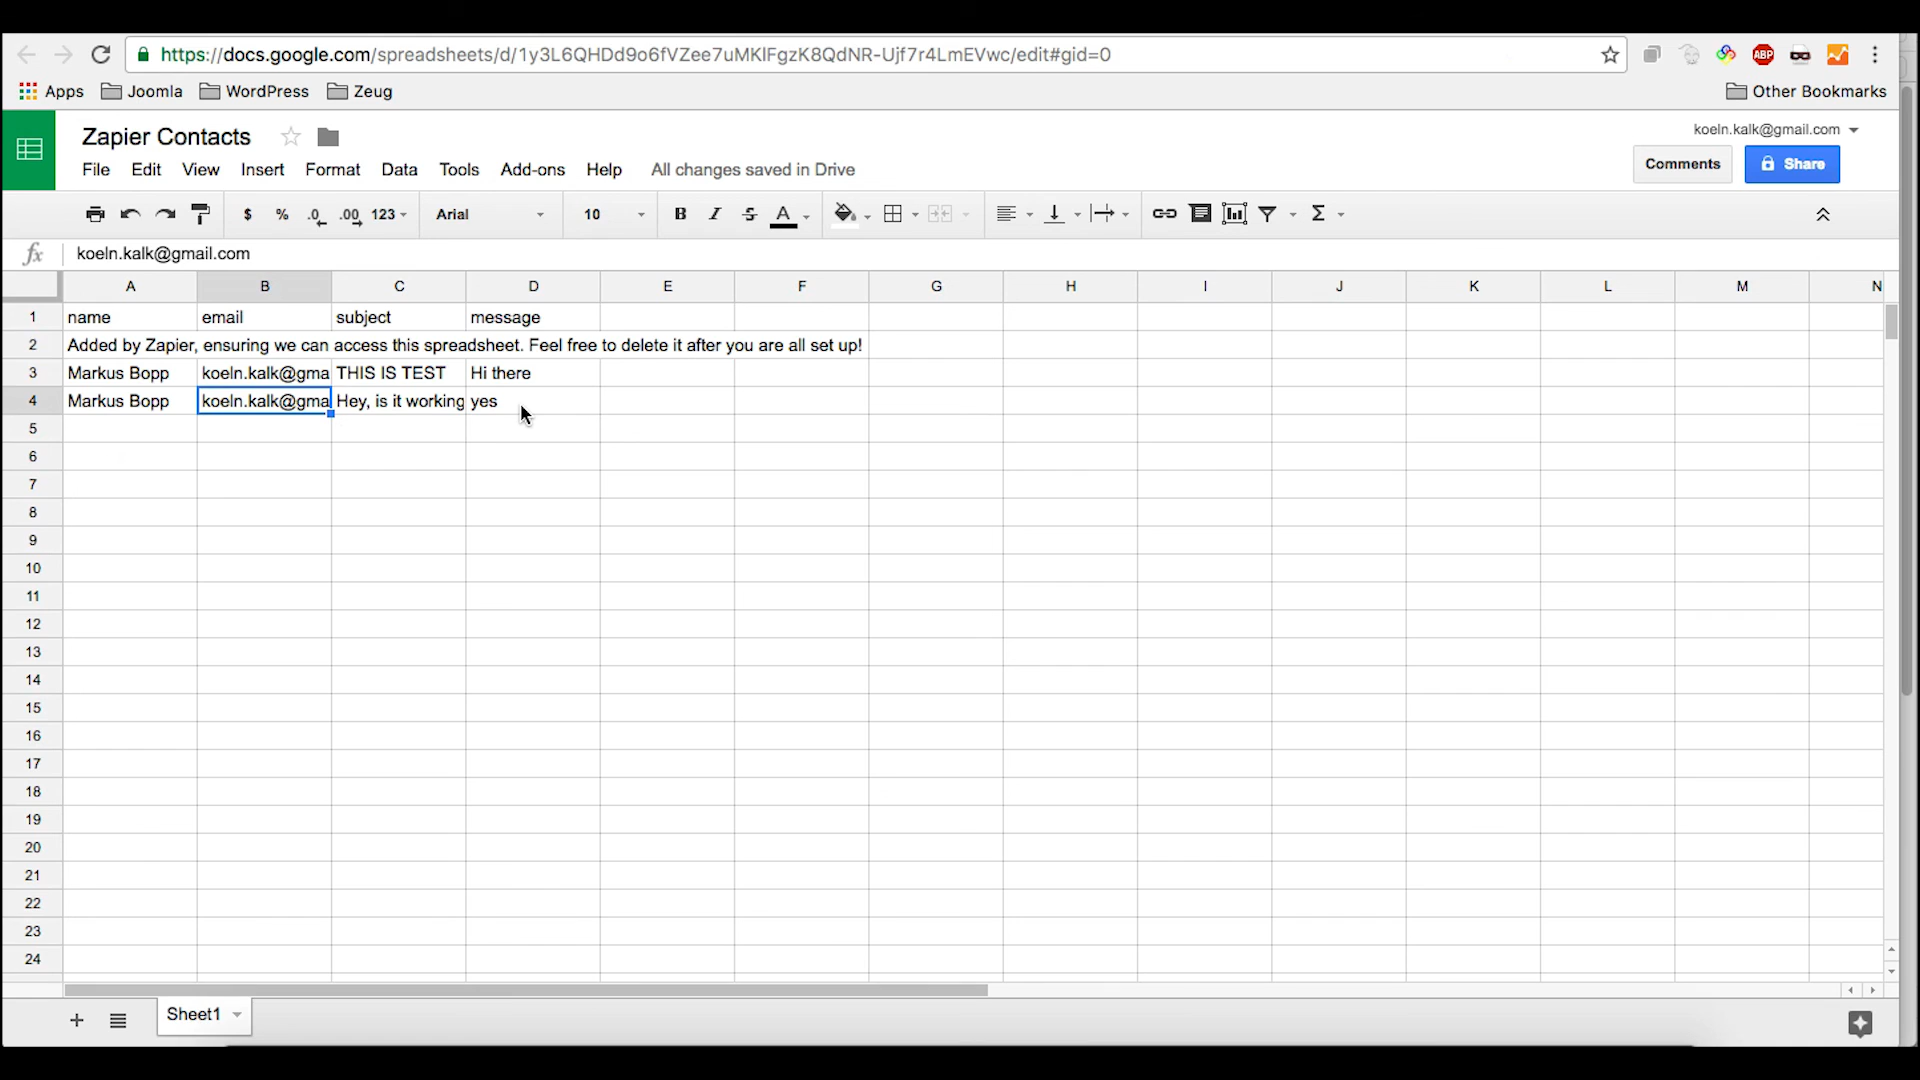 https://docs.google.com/spreadsheets/d/1y3L6QHDd9o6fVZee7uMKlFgzK8QdNR-Ujf7r4LmEVwc/edit#gid=0
ABP
Apps Joomla WordPress Zeug Other Bookmarks
Zapier Contacts
koeln.kalk@gmail.com
File Edit View Insert Format Data Tools Add-ons Help All changes saved in Drive
Comments Share
$ % .0 .00 123 Arial 10 B I S A Σ
fx koeln.kalk@gmail.com
A B C D E F G H I J K L M N
1 name email subject message
2 Added by Zapier, ensuring we can access this spreadsheet. Feel free to delete it after you are all set up!
3 Markus Bopp koeln.kalk@gma THIS IS TEST Hi there
4 Markus Bopp koeln.kalk@gma Hey, is it working yes
5
6
7
8
9
10
11
12
13
14
15
16
17
18
19
20
21
22
23
24
Sheet1